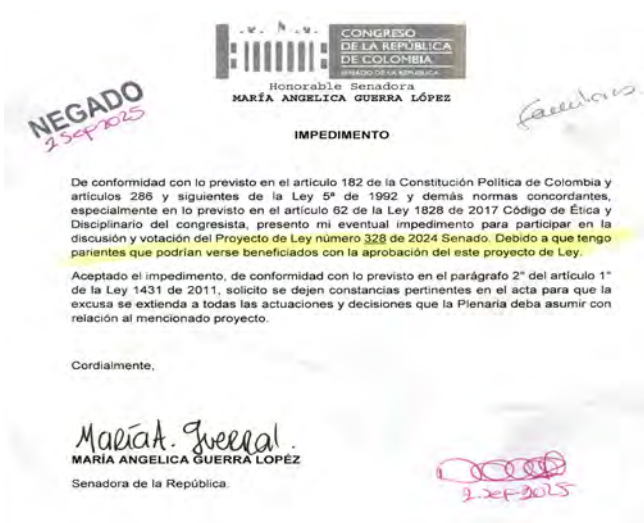 CONGRESO
DE LA REPÚBLICA
DE COLOMBIA
SENADO DE LA REPÚBLICA
Honorable Senadora
MARÍA ANGELICA GUERRA LÓPEZ
NEGADO
2 Sep 2025
Familiares
IMPEDIMENTO
De conformidad con lo previsto en el artículo 182 de la Constitución Política de Colombia y
artículos 286 y siguientes de la Ley 5ª de 1992 y demás normas concordantes,
especialmente en lo previsto en el artículo 62 de la Ley 1828 de 2017 Código de Ética y
Disciplinario del congresista, presento mi eventual impedimento para participar en la
discusión y votación del Proyecto de Ley número 328 de 2024 Senado. Debido a que tengo
parientes que podrían verse beneficiados con la aprobación del este proyecto de Ley.
Aceptado el impedimento, de conformidad con lo previsto en el parágrafo 2° del artículo 1°
de la Ley 1431 de 2011, solicito se dejen constancias pertinentes en el acta para que la
excusa se extienda a todas las actuaciones y decisiones que la Plenaria deba asumir con
relación al mencionado proyecto.
Cordialmente,
María A. Guerra L.
MARÍA ANGELICA GUERRA LOPÉZ
Senadora de la República.
2.sef-2025